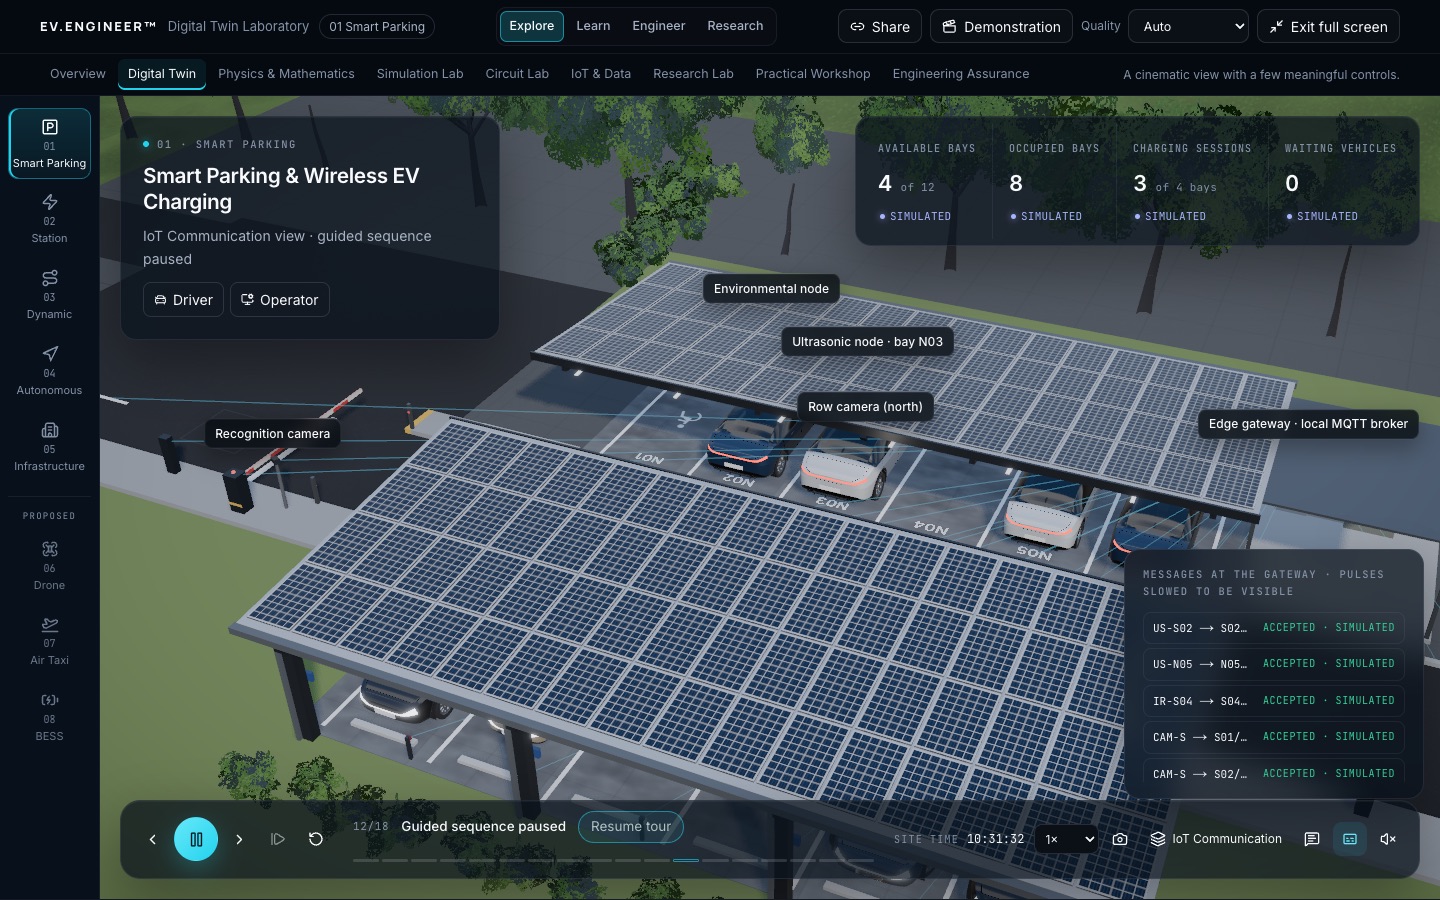 EV.ENGINEER™ Digital Twin Laboratory 01 Smart Parking Explore Learn Engineer Research Share Demonstration Quality Auto Exit full screen
Overview Digital Twin Physics & Mathematics Simulation Lab Circuit Lab IoT & Data Research Lab Practical Workshop Engineering Assurance A cinematic view with a few meaningful controls.
01
Smart Parking
02
Station
03
Dynamic
04
Autonomous
05
Infrastructure
PROPOSED
06
Drone
07
Air Taxi
08
BESS
01 · SMART PARKING
Smart Parking & Wireless EV
Charging
IoT Communication view · guided sequence
paused
Driver Operator
AVAILABLE BAYS OCCUPIED BAYS CHARGING SESSIONS WAITING VEHICLES
4 of 12 8 3 of 4 bays 0
SIMULATED SIMULATED SIMULATED SIMULATED
Environmental node
Ultrasonic node · bay N03
Row camera (north)
Edge gateway · local MQTT broker
Recognition camera
N01
N02
N03
N04
N05
MESSAGES AT THE GATEWAY · PULSES
SLOWED TO BE VISIBLE
US-S02 → S02… ACCEPTED · SIMULATED
US-N05 → N05… ACCEPTED · SIMULATED
IR-S04 → S04… ACCEPTED · SIMULATED
CAM-S → S01/… ACCEPTED · SIMULATED
CAM-S → S02/… ACCEPTED · SIMULATED
12/18 Guided sequence paused Resume tour
SITE TIME 10:31:32 1× IoT Communication